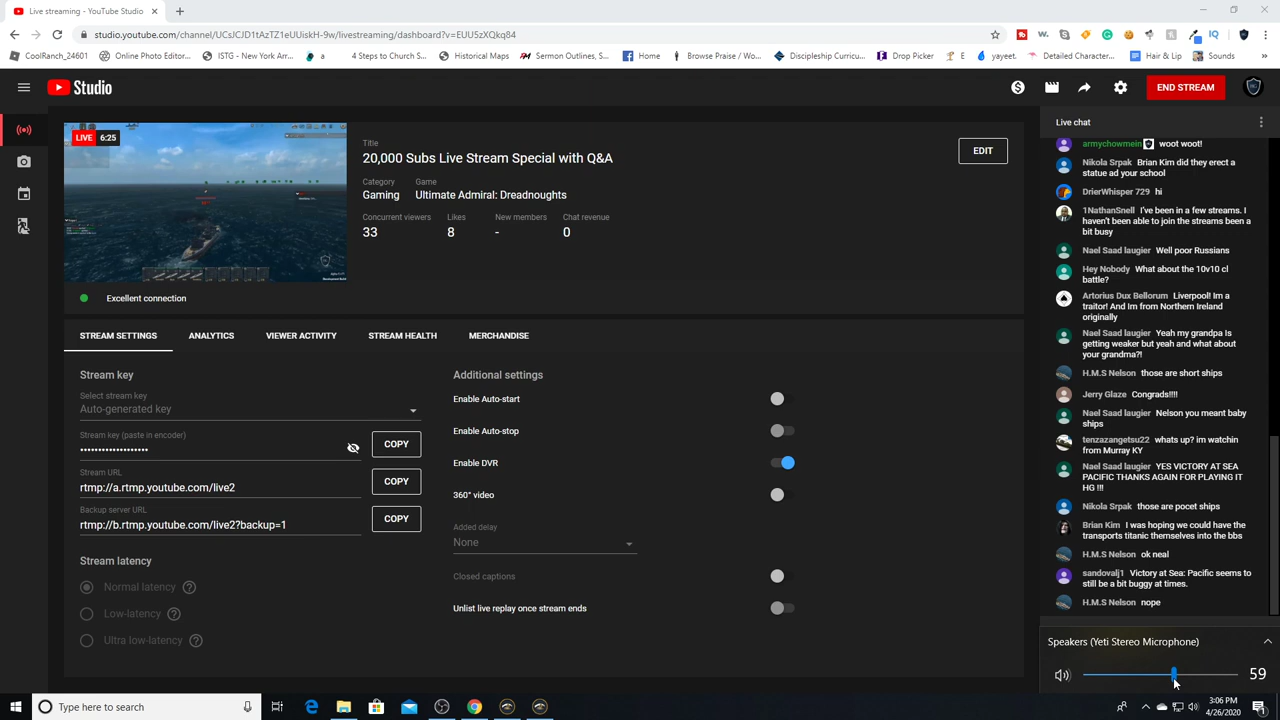 Live streaming - YouTube Studio
studio.youtube.com/channel/UCsJCJD1tAzTZ1eUUiskH-9w/livestreaming/dashboard?v=EUU5zXQkq84
CoolRanch_24601
Online Photo Editor...
ISTG - New York Arr...
a
4 Steps to Church S...
Historical Maps
Sermon Outlines, S...
Home
Browse Praise / Wo...
Discipleship Curricu...
Drop Picker
E
yayeet.
Detailed Character...
Hair & Lip
Sounds
Studio
END STREAM
LIVE 6:25
Title
20,000 Subs Live Stream Special with Q&A
EDIT
Category Game
Gaming Ultimate Admiral: Dreadnoughts
Concurrent viewers Likes New members Chat revenue
33 8 - 0
Excellent connection
STREAM SETTINGS ANALYTICS VIEWER ACTIVITY STREAM HEALTH MERCHANDISE
Stream key
Select stream key
Auto-generated key
Stream key (paste in encoder)
••••••••••••••••••• COPY
Stream URL
rtmp://a.rtmp.youtube.com/live2 COPY
Backup server URL
rtmp://b.rtmp.youtube.com/live2?backup=1 COPY
Stream latency
Normal latency
Low-latency
Ultra low-latency
Additional settings
Enable Auto-start
Enable Auto-stop
Enable DVR
360° video
Added delay
None
Closed captions
Unlist live replay once stream ends
Live chat
armychowmein woot woot!
Nikola Srpak Brian Kim did they erect a
statue ad your school
DrierWhisper 729 hi
1NathanSnell I've been in a few streams. I
haven't been able to join the streams been a
bit busy
Nael Saad laugier Well poor Russians
Hey Nobody What about the 10v10 cl
battle?
Artorius Dux Bellorum Liverpool! Im a
traitor! And Im from Northern Ireland
originally
Nael Saad laugier Yeah my grandpa Is
getting weaker but yeah and what about
your grandma?!
H.M.S Nelson those are short ships
Jerry Glaze Congrads!!!!
Nael Saad laugier Nelson you meant baby
ships
tenzazangetsu22 whats up? im watchin
from Murray KY
Nael Saad laugier YES VICTORY AT SEA
PACIFIC THANKS AGAIN FOR PLAYING IT
HG !!!
Nikola Srpak those are pocet ships
Brian Kim I was hoping we could have the
transports titanic themselves into the bbs
H.M.S Nelson ok neal
sandovalj1 Victory at Sea: Pacific seems to
still be a bit buggy at times.
H.M.S Nelson nope
Speakers (Yeti Stereo Microphone)
59
Type here to search
3:06 PM
4/26/2020